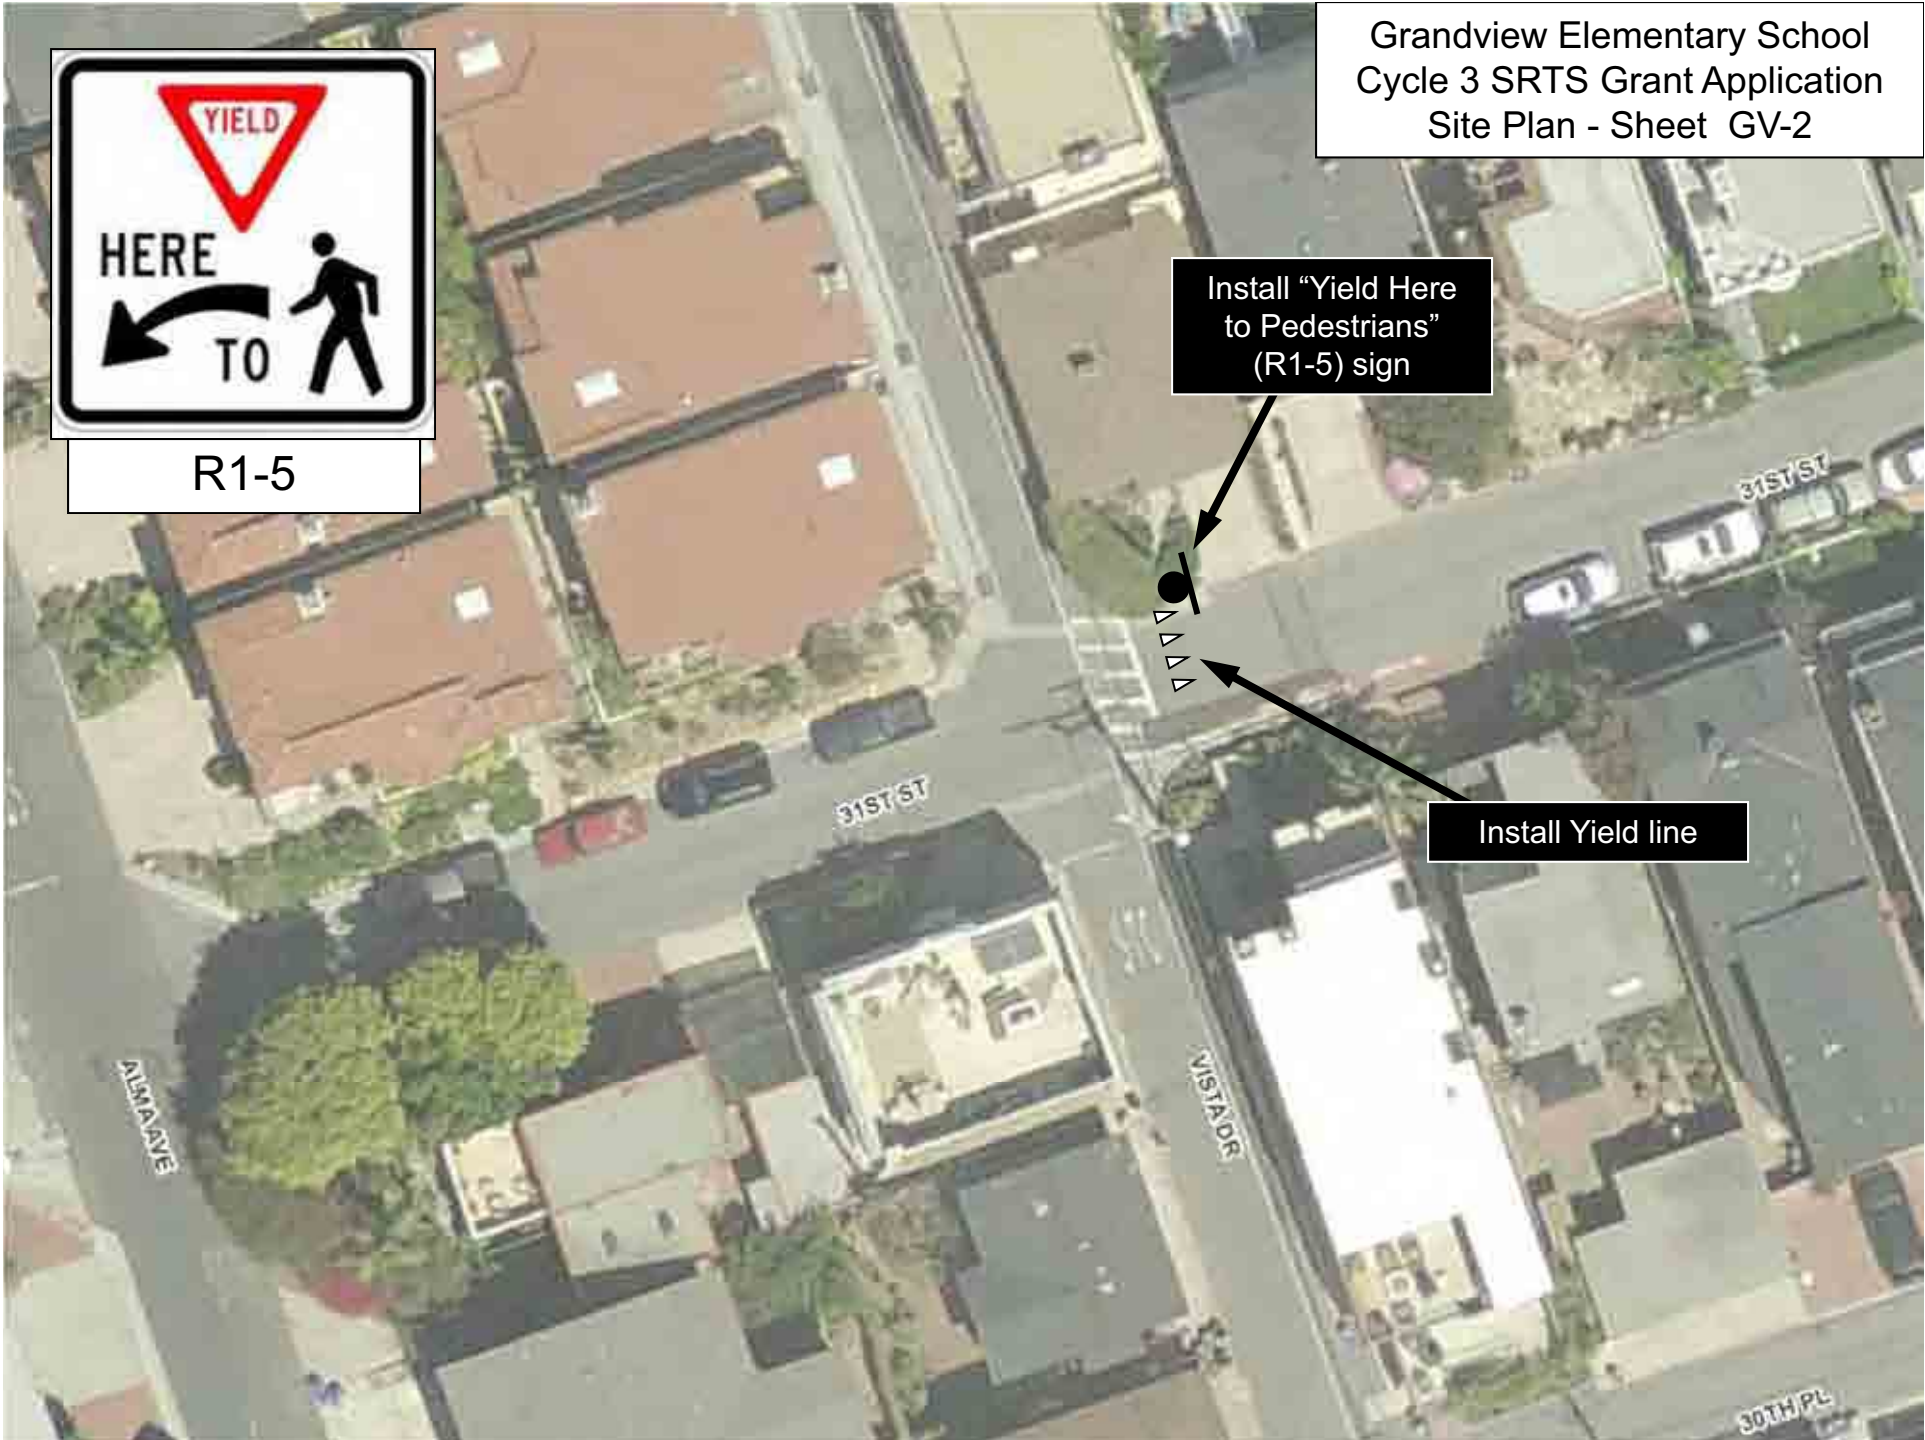 Grandview Elementary School
Cycle 3 SRTS Grant Application
Site Plan - Sheet GV-2
YIELD
HERE
TO
R1-5
Install “Yield Here
to Pedestrians”
(R1-5) sign
31ST ST
31ST ST
Install Yield line
ALMA AVE
VISTA DR
30TH PL